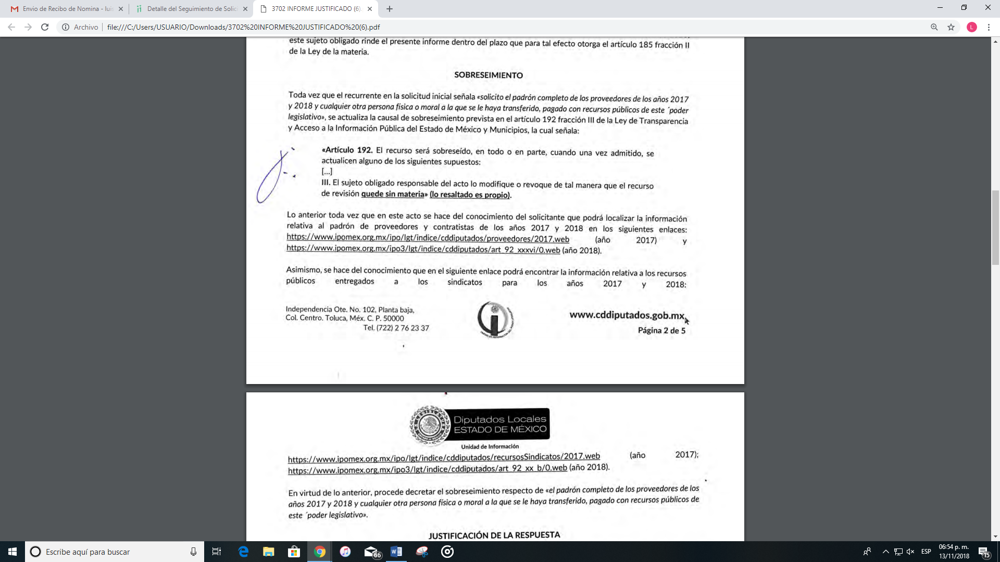 Envio de Recibo de Nomina - luis
Detalle del Seguimiento de Solici
3702 INFORME JUSTIFICADO (6)
Archivo
file:///C:/Users/USUARIO/Downloads/3702%20INFORME%20JUSTIFICADO%20(6).pdf
L
este sujeto obligado rinde el presente informe dentro del plazo que para tal efecto otorga el artículo 185 fracción II
de la Ley de la materia.
SOBRESEIMIENTO
Toda vez que el recurrente en la solicitud inicial señala «solicito el padrón completo de los proveedores de los años 2017
y 2018 y cualquier otra persona física o moral a la que se le haya transferido, pagado con recursos públicos de este ´poder
legislativo», se actualiza la causal de sobreseimiento prevista en el artículo 192 fracción III de la Ley de Transparencia
y Acceso a la Información Pública del Estado de México y Municipios, la cual señala:
«Artículo 192. El recurso será sobreseído, en todo o en parte, cuando una vez admitido, se
actualicen alguno de los siguientes supuestos:
[...]
III. El sujeto obligado responsable del acto lo modifique o revoque de tal manera que el recurso
de revisión quede sin materia» (lo resaltado es propio).
Lo anterior toda vez que en este acto se hace del conocimiento del solicitante que podrá localizar la información
relativa al padrón de proveedores y contratistas de los años 2017 y 2018 en los siguientes enlaces:
https://www.ipomex.org.mx/ipo/lgt/indice/cddiputados/proveedores/2017.web (año 2017) y
https://www.ipomex.org.mx/ipo3/lgt/indice/cddiputados/art_92_xxxvi/0.web (año 2018).
Asimismo, se hace del conocimiento que en el siguiente enlace podrá encontrar la información relativa a los recursos
públicos entregados a los sindicatos para los años 2017 y 2018:
Independencia Ote. No. 102, Planta baja,
Col. Centro. Toluca, Méx. C. P. 50000
Tel. (722) 2 76 23 37
www.cddiputados.gob.mx
Página 2 de 5
Diputados Locales
ESTADO DE MÉXICO
Unidad de Información
https://www.ipomex.org.mx/ipo/lgt/indice/cddiputados/recursosSindicatos/2017.web (año 2017);
https://www.ipomex.org.mx/ipo3/lgt/indice/cddiputados/art_92_xx_b/0.web (año 2018).
En virtud de lo anterior, procede decretar el sobreseimiento respecto de «el padrón completo de los proveedores de los
años 2017 y 2018 y cualquier otra persona física o moral a la que se le haya transferido, pagado con recursos públicos de
este ´poder legislativo».
JUSTIFICACIÓN DE LA RESPUESTA
Escribe aquí para buscar
66
ESP
06:54 p. m.
13/11/2018
15